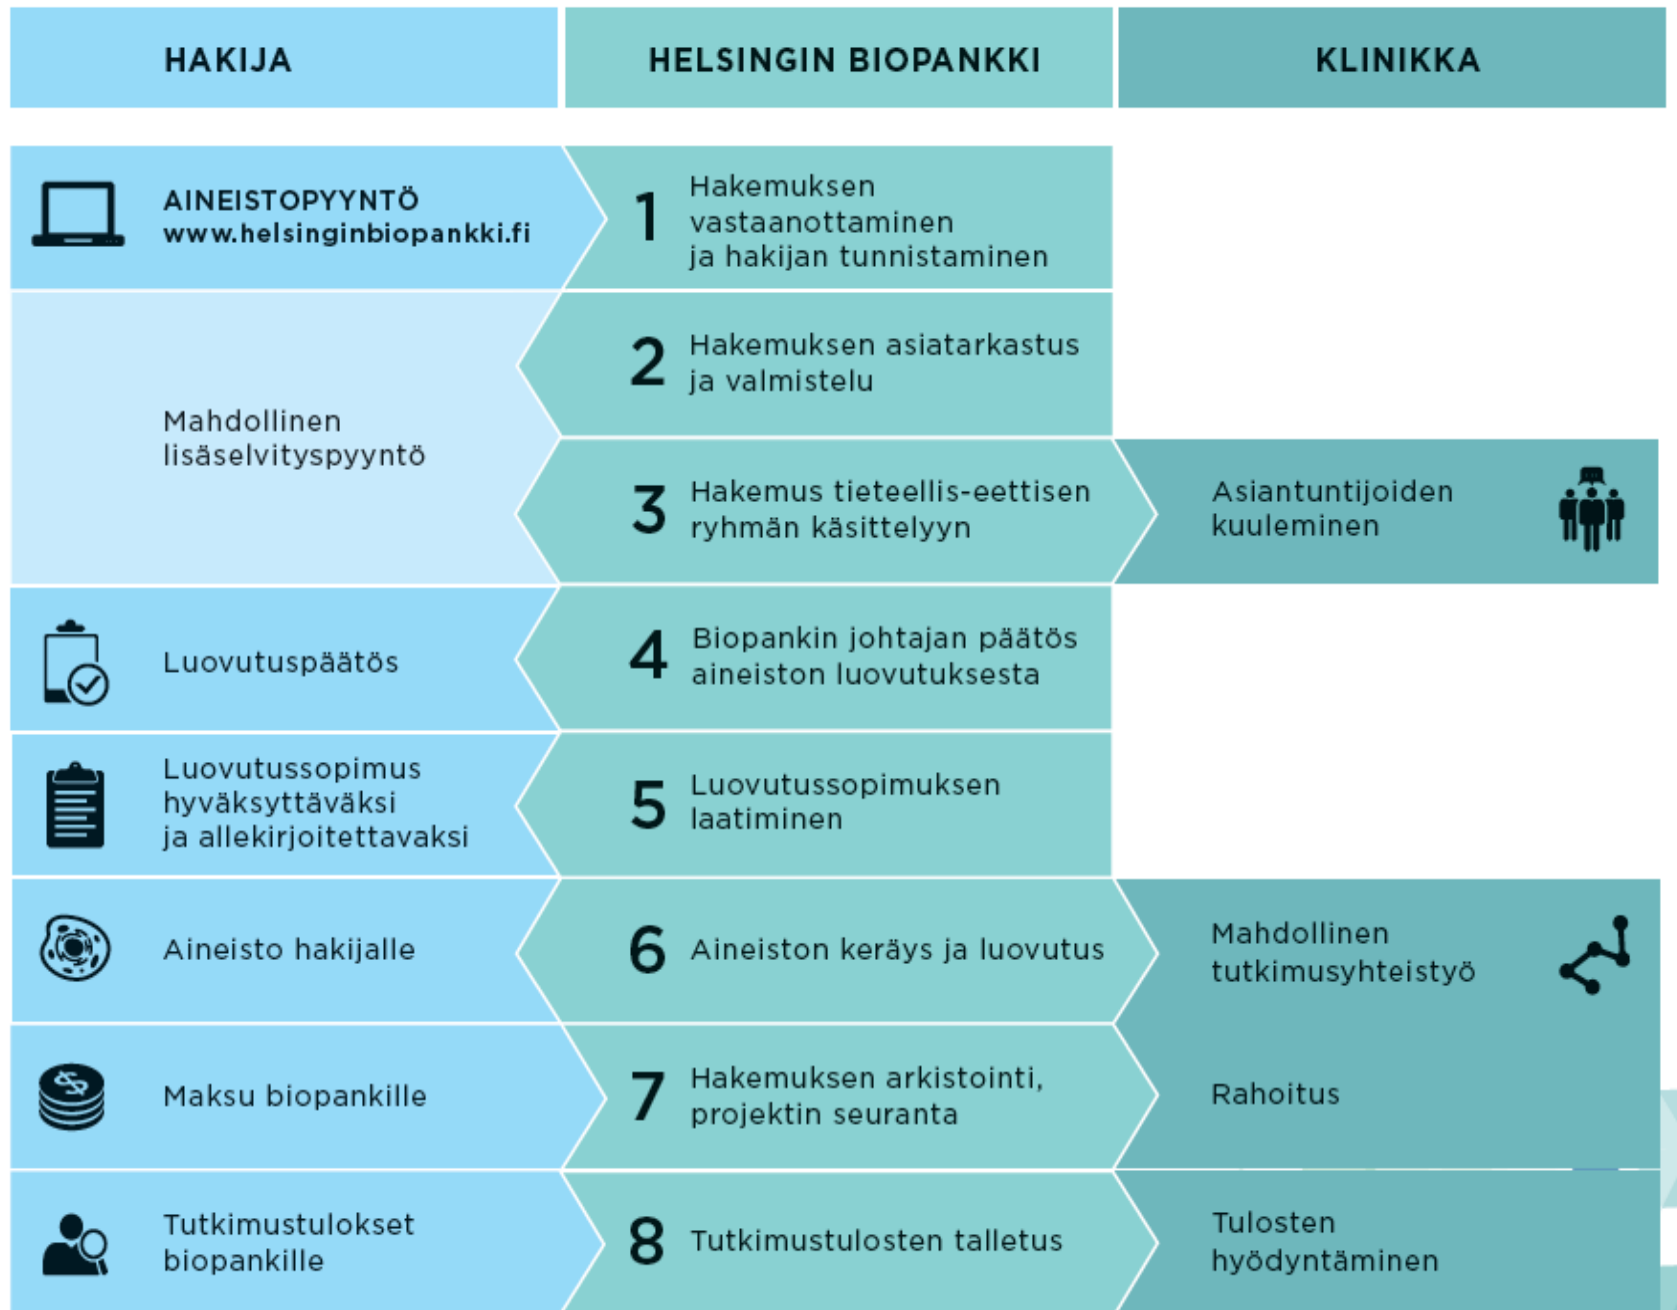 HAKIJA
HELSINGIN BIOPANKKI
KLINIKKA
AINEISTOPYYNTÖ
www.helsinginbiopankki.fi
1
Hakemuksen
vastaanottaminen
ja hakijan tunnistaminen
Mahdollinen
lisäselvityspyyntö
2
Hakemuksen asiatarkastus
ja valmistelu
3
Hakemus tieteellis-eettisen
ryhmän käsittelyyn
Asiantuntijoiden
kuuleminen
Luovutuspäätös
4
Biopankin johtajan päätös
aineiston luovutuksesta
Luovutussopimus
hyväksyttäväksi
ja allekirjoitettavaksi
5
Luovutussopimuksen
laatiminen
Aineisto hakijalle
6
Aineiston keräys ja luovutus
Mahdollinen
tutkimusyhteistyö
Maksu biopankille
7
Hakemuksen arkistointi,
projektin seuranta
Rahoitus
Tutkimustulokset
biopankille
8
Tutkimustulosten talletus
Tulosten
hyödyntäminen